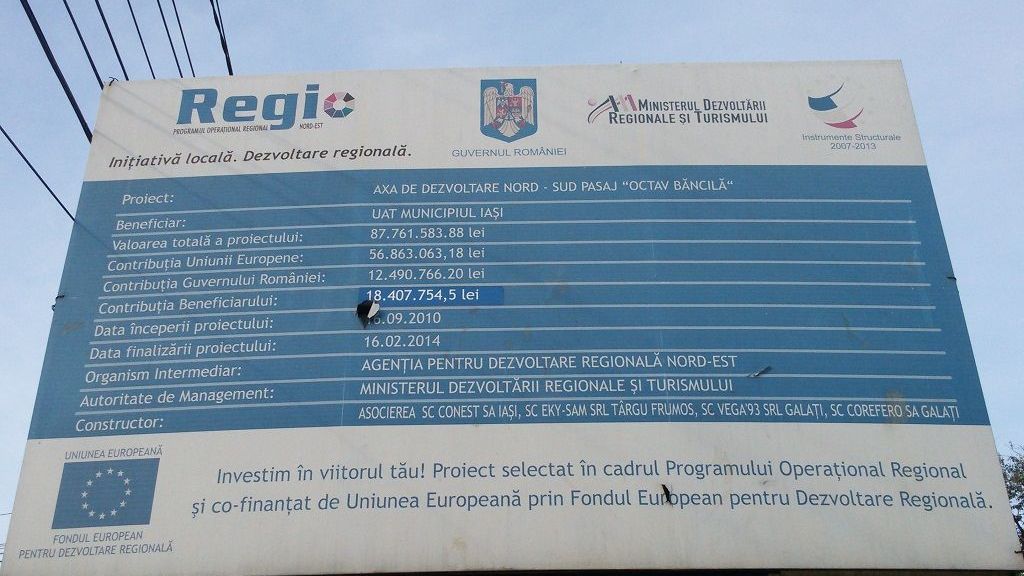 Regio
PROGRAMUL OPERAȚIONAL REGIONAL
NORD-EST
Inițiativă locală. Dezvoltare regională.
GUVERNUL ROMÂNIEI
MINISTERUL DEZVOLTĂRII
REGIONALE ȘI TURISMULUI
Instrumente Structurale
2007-2013
Proiect: AXA DE DEZVOLTARE NORD - SUD PASAJ “OCTAV BĂNCILĂ“
Beneficiar: UAT MUNICIPIUL IAȘI
Valoarea totală a proiectului: 87.761.583.88 lei
Contribuția Uniunii Europene: 56.863.063,18 lei
Contribuția Guvernului României: 12.490.766.20 lei
Contribuția Beneficiarului: 18.407.754,5 lei
Data începerii proiectului: .09.2010
Data finalizării proiectului: 16.02.2014
Organism Intermediar: AGENȚIA PENTRU DEZVOLTARE REGIONALĂ NORD-EST
Autoritate de Management: MINISTERUL DEZVOLTĂRII REGIONALE ȘI TURISMULUI
Constructor: ASOCIEREA SC CONEST SA IAȘI, SC EKY-SAM SRL TÂRGU FRUMOS, SC VEGA'93 SRL GALAȚI, SC COREFERO SA GALAȚI
UNIUNEA EUROPEANĂ
FONDUL EUROPEAN
PENTRU DEZVOLTARE REGIONALĂ
Investim în viitorul tău! Proiect selectat în cadrul Programului Operațional Regional
și co-finanțat de Uniunea Europeană prin Fondul European pentru Dezvoltare Regională.